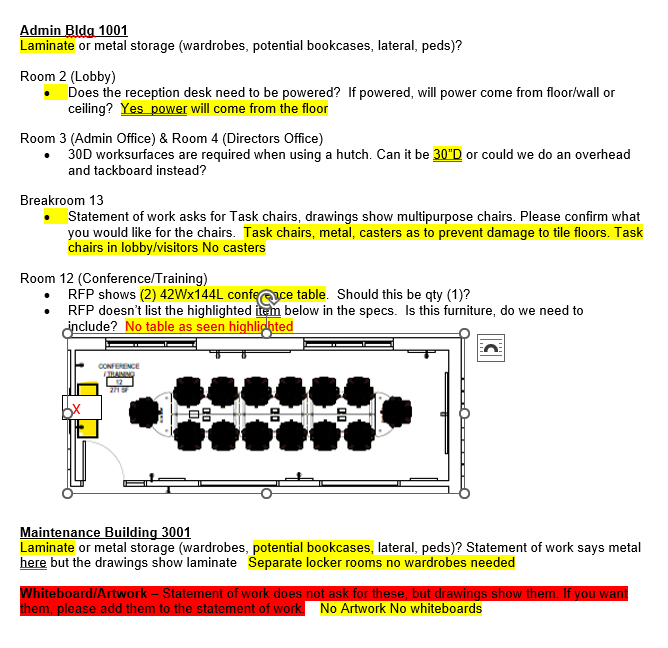 Admin Bldg 1001
Laminate or metal storage (wardrobes, potential bookcases, lateral, peds)?
Room 2 (Lobby)
• Does the reception desk need to be powered? If powered, will power come from floor/wall or
ceiling? Yes power will come from the floor
Room 3 (Admin Office) & Room 4 (Directors Office)
• 30D worksurfaces are required when using a hutch. Can it be 30"D or could we do an overhead
and tackboard instead?
Breakroom 13
• Statement of work asks for Task chairs, drawings show multipurpose chairs. Please confirm what
you would like for the chairs. Task chairs, metal, casters as to prevent damage to tile floors. Task
chairs in lobby/visitors No casters
Room 12 (Conference/Training)
• RFP shows (2) 42Wx144L conference table. Should this be qty (1)?
• RFP doesn't list the highlighted item below in the specs. Is this furniture, do we need to
include? No table as seen highlighted
CONFERENCE
/ TRAINING
12
271 SF
X
Maintenance Building 3001
Laminate or metal storage (wardrobes, potential bookcases, lateral, peds)? Statement of work says metal
here but the drawings show laminate Separate locker rooms no wardrobes needed
Whiteboard/Artwork – Statement of work does not ask for these, but drawings show them. If you want
them, please add them to the statement of work. No Artwork No whiteboards